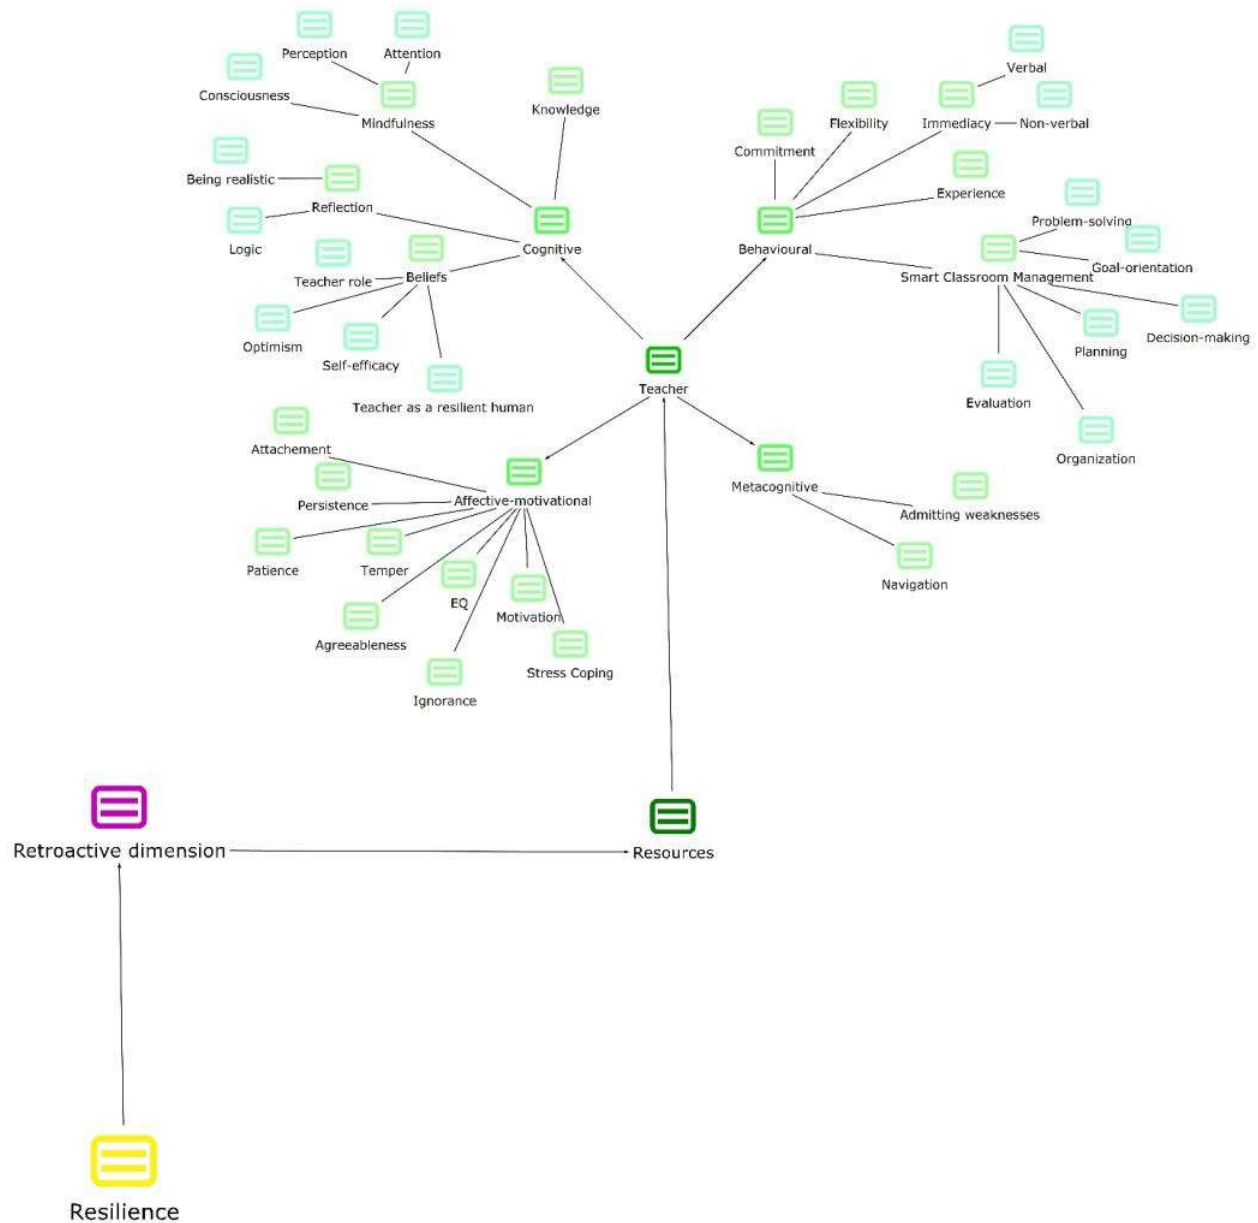 Perception
Attention
Verbal
Consciousness
Knowledge
Mindfulness
Flexibility
Immediacy
Non-verbal
Commitment
Being realistic
Experience
Reflection
Problem-solving
Logic
Cognitive
Behavioural
Goal-orientation
Teacher role
Beliefs
Smart Classroom Management
Optimism
Self-efficacy
Planning
Decision-making
Teacher
Evaluation
Teacher as a resilient human
Attachement
Organization
Persistence
Affective-motivational
Metacognitive
Admitting weaknesses
Patience
Temper
Navigation
EQ
Motivation
Agreeableness
Stress Coping
Ignorance
Retroactive dimension
Resources
Resilience